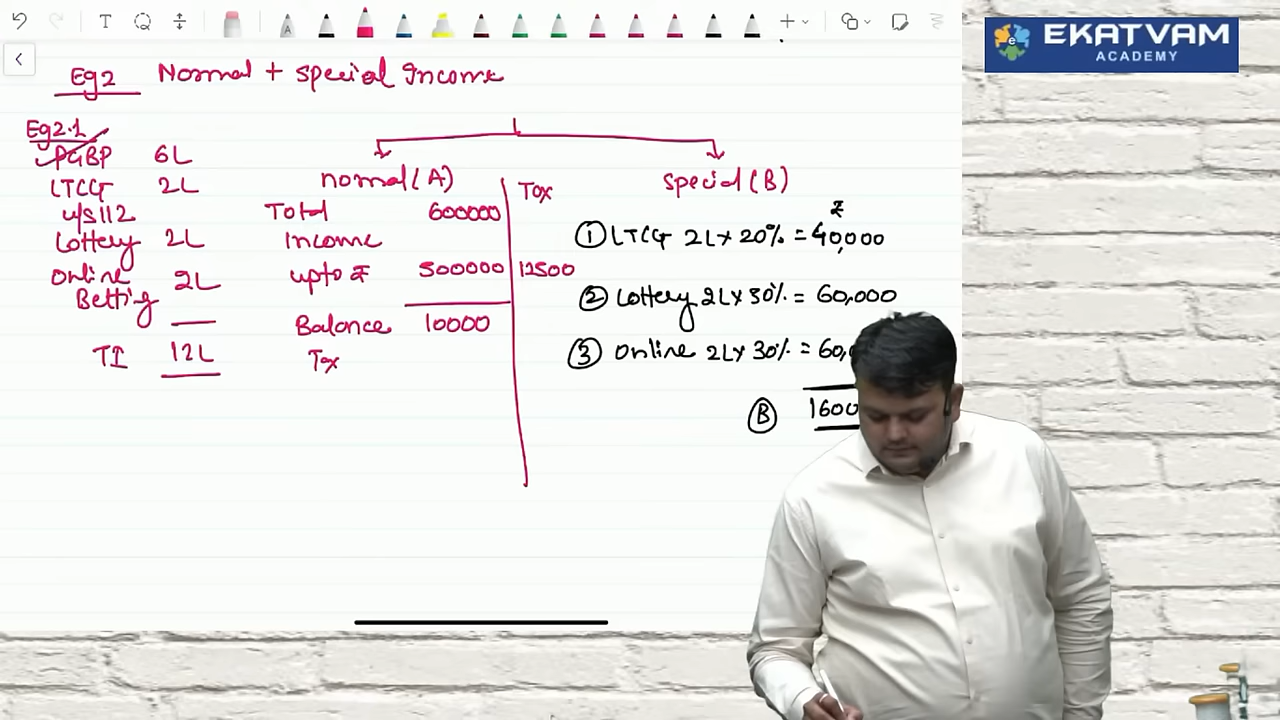 EKATVAM
ACADEMY
Eg2 Normal + special Income
Eg2.1
PGBP 6L
LTCG 2L
u/s 112
Lottery 2L
Online 2L
Betting
TI 12L
normal (A)
Tax
Total 600000
Income
upto ₹ 500000 12500
Balance 10000
Tax
special (B)
₹
① LTCG 2L x 20% = 40,000
② Lottery 2L x 30% = 60,000
③ Online 2L x 30% = 60,
Ⓑ 1600